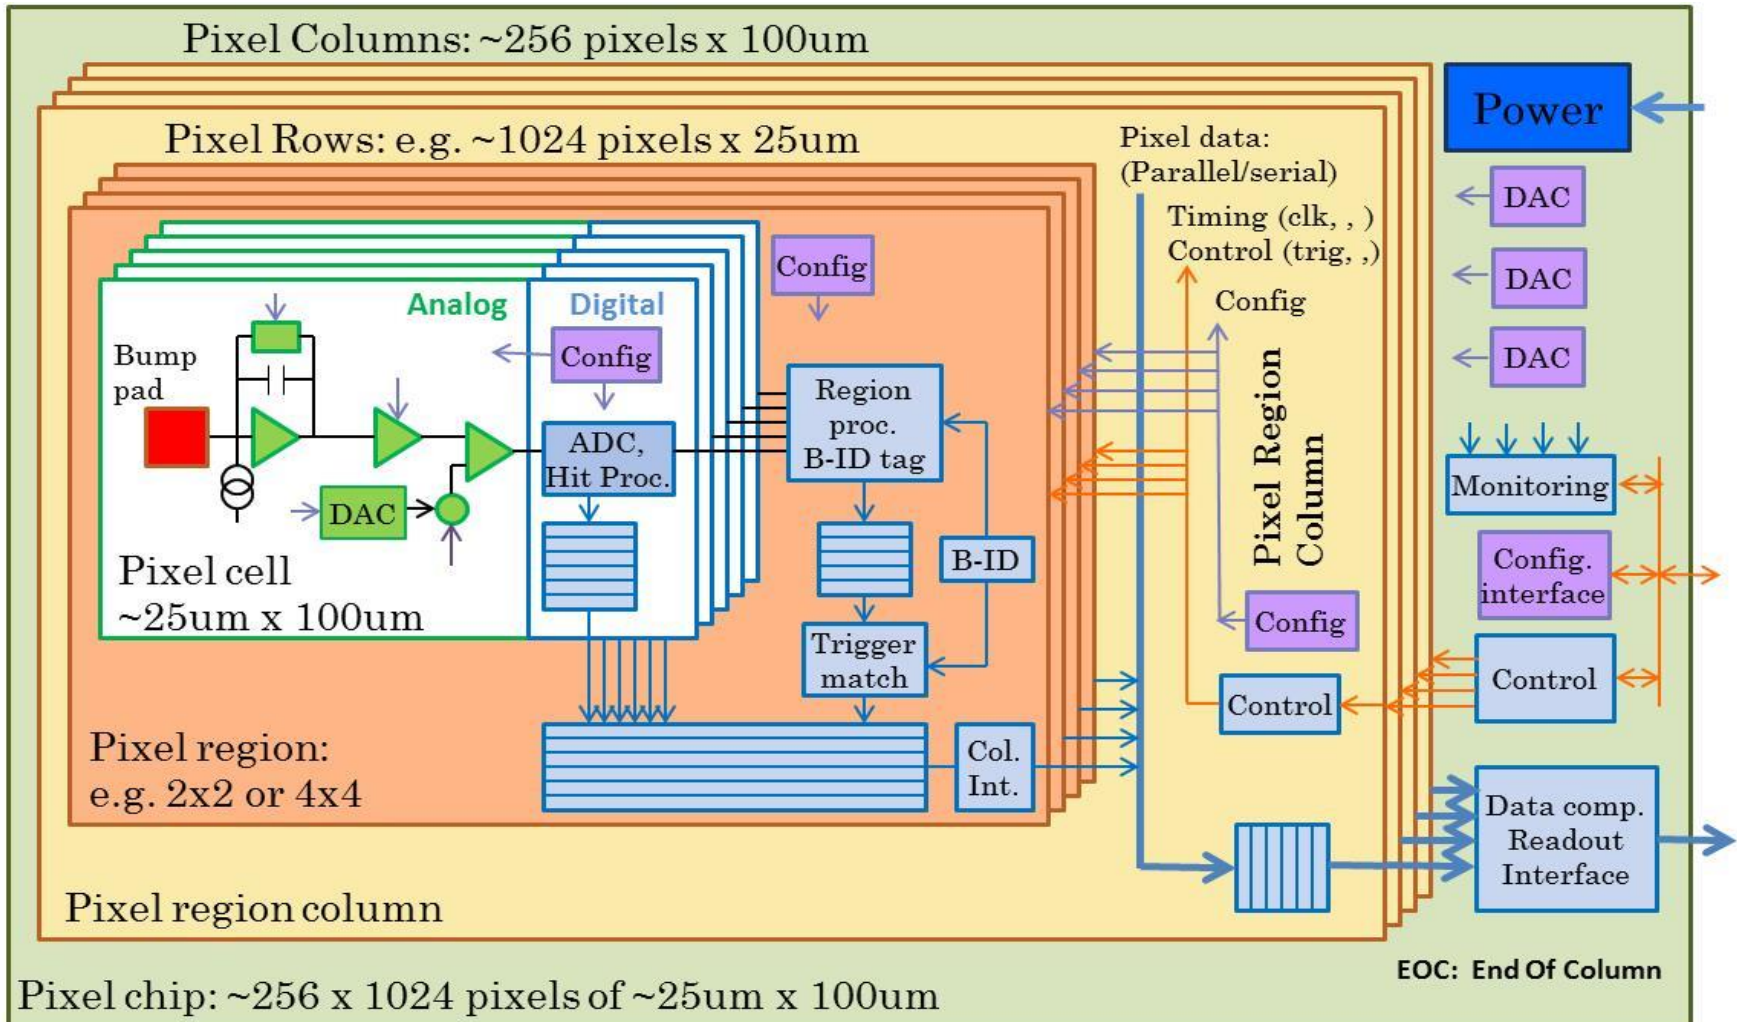 Pixel Columns: ~256 pixels x 100um
Power
Pixel Rows: e.g. ~1024 pixels x 25um
Pixel data:
(Parallel/serial)
DAC
Timing (clk, , )
Control (trig, ,)
Config
DAC
Config
DAC
Analog
Digital
Config
Bump
pad
Region
proc.
B-ID tag
ADC,
Hit Proc.
DAC
Pixel Region
Column
Monitoring
B-ID
Config.
interface
Pixel cell
~25um x 100um
Config
Trigger
match
Control
Control
Pixel region:
e.g. 2x2 or 4x4
Col.
Int.
Data comp.
Readout
Interface
Pixel region column
EOC: End Of Column
Pixel chip: ~256 x 1024 pixels of ~25um x 100um